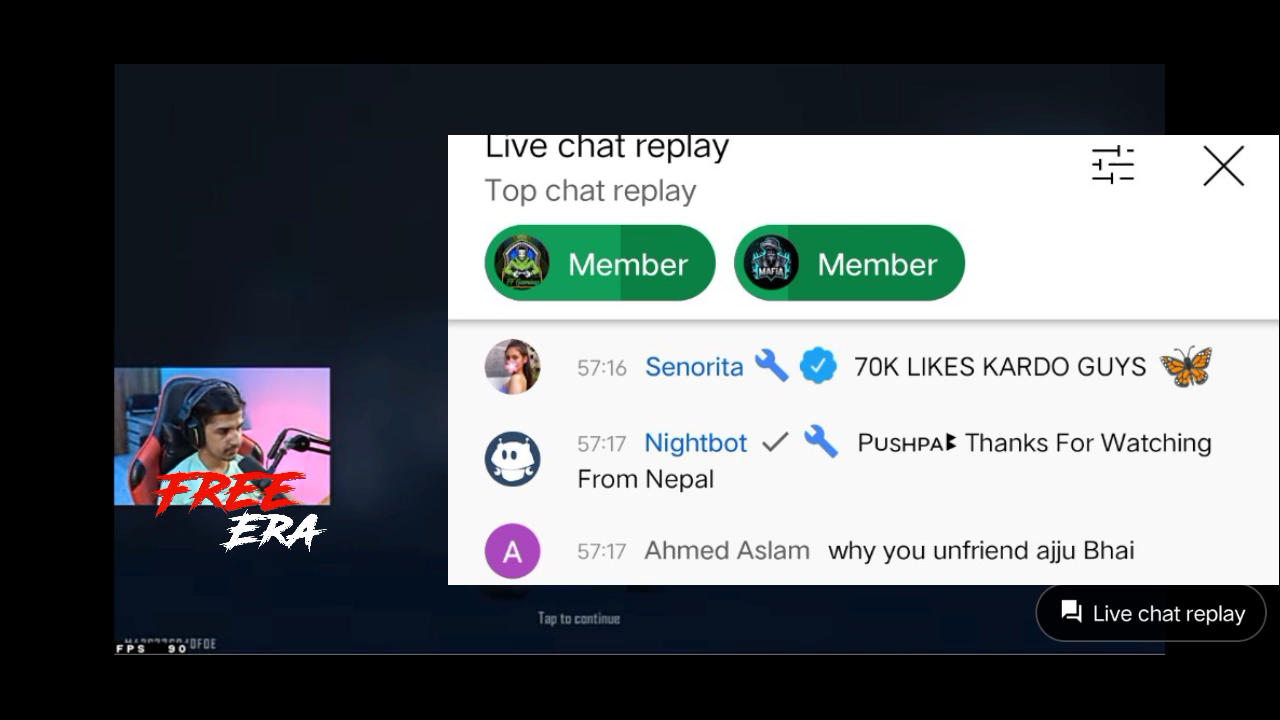 Live chat replay
Top chat replay
Member
Member
57:16 Senorita 70K LIKES KARDO GUYS
57:17 Nightbot PUSHPA Thanks For Watching
From Nepal
A
57:17 Ahmed Aslam why you unfriend ajju Bhai
FREE
ERA
Live chat replay
Tap to continue
FPS 90
MAFIA